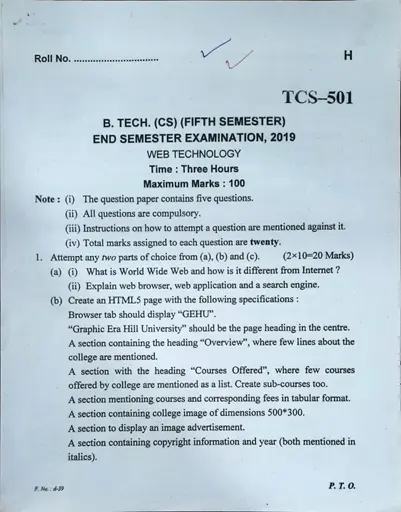 Roll No. ..............................
H
TCS–501
B. TECH. (CS) (FIFTH SEMESTER)
END SEMESTER EXAMINATION, 2019
WEB TECHNOLOGY
Time : Three Hours
Maximum Marks : 100
Note : (i) The question paper contains five questions.
(ii) All questions are compulsory.
(iii) Instructions on how to attempt a question are mentioned against it.
(iv) Total marks assigned to each question are twenty.
1. Attempt any two parts of choice from (a), (b) and (c). (2×10=20 Marks)
(a) (i) What is World Wide Web and how is it different from Internet ?
(ii) Explain web browser, web application and a search engine.
(b) Create an HTML5 page with the following specifications :
Browser tab should display “GEHU”.
“Graphic Era Hill University” should be the page heading in the centre.
A section containing the heading “Overview”, where few lines about the
college are mentioned.
A section with the heading “Courses Offered”, where few courses
offered by college are mentioned as a list. Create sub-courses too.
A section mentioning courses and corresponding fees in tabular format.
A section containing college image of dimensions 500*300.
A section to display an image advertisement.
A section containing copyright information and year (both mentioned in
italics).
F. No. : d-59
P. T. O.